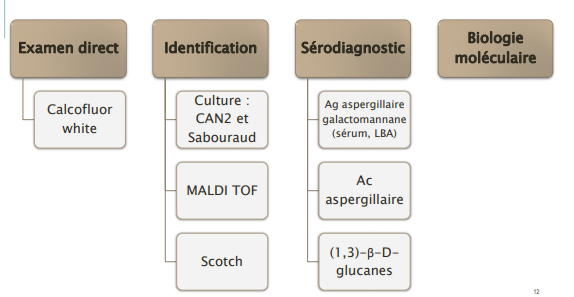 Examen direct
Calcofluor
white
Identification
Culture :
CAN2 et
Sabouraud
MALDI TOF
Scotch
Sérodiagnostic
Ag aspergillaire
galactomannane
(sérum, LBA)
Ac
aspergillaire
(1,3)-β-D-
glucanes
Biologie
moléculaire
12